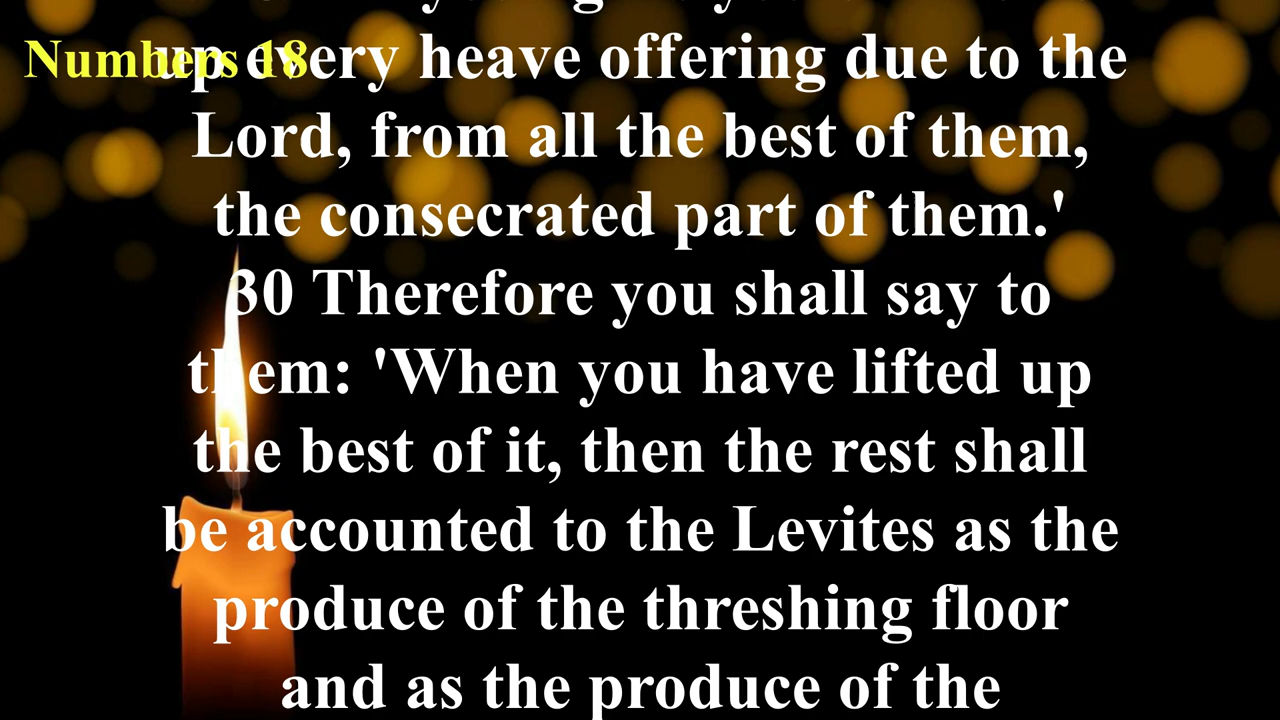 Numbers 18
up every heave offering due to the
Lord, from all the best of them,
the consecrated part of them.'
30 Therefore you shall say to
them: 'When you have lifted up
the best of it, then the rest shall
be accounted to the Levites as the
produce of the threshing floor
and as the produce of the